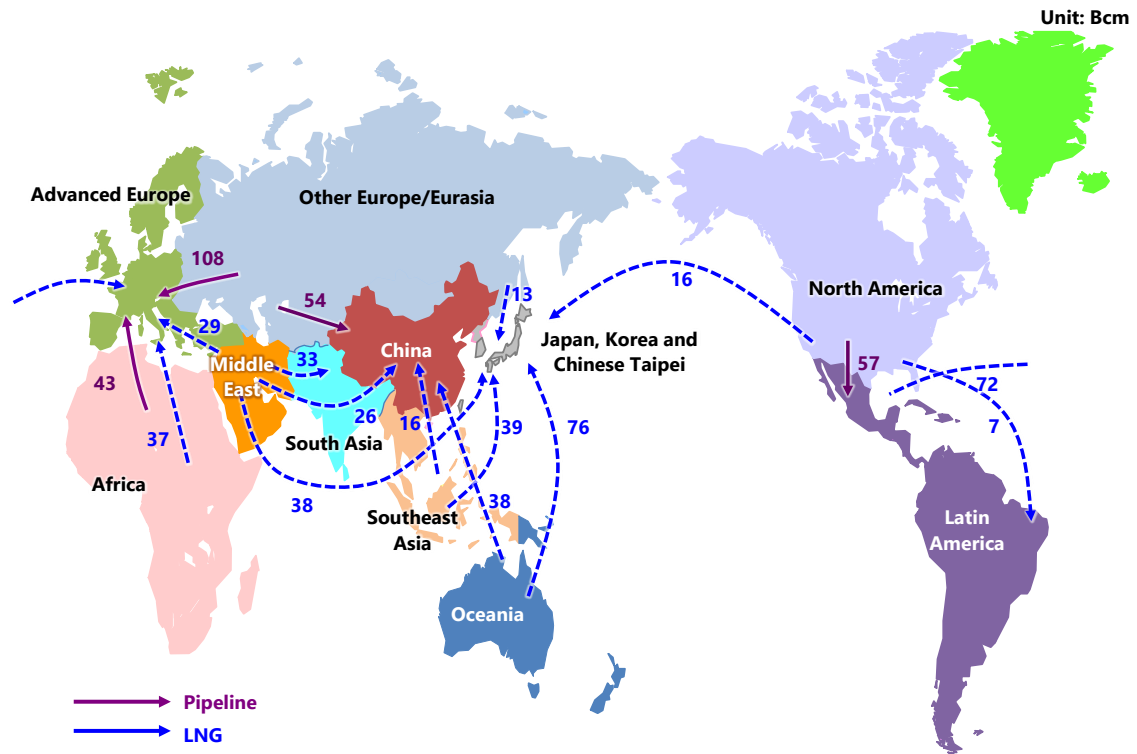 Unit: Bcm
Advanced Europe
Other Europe/Eurasia
108
54
13
16
North America
29
Middle
East
33
China
Japan, Korea and
Chinese Taipei
57
43
72
26
16
39
76
7
37
South Asia
Africa
38
38
Southeast
Asia
Latin
America
Oceania
Pipeline
LNG